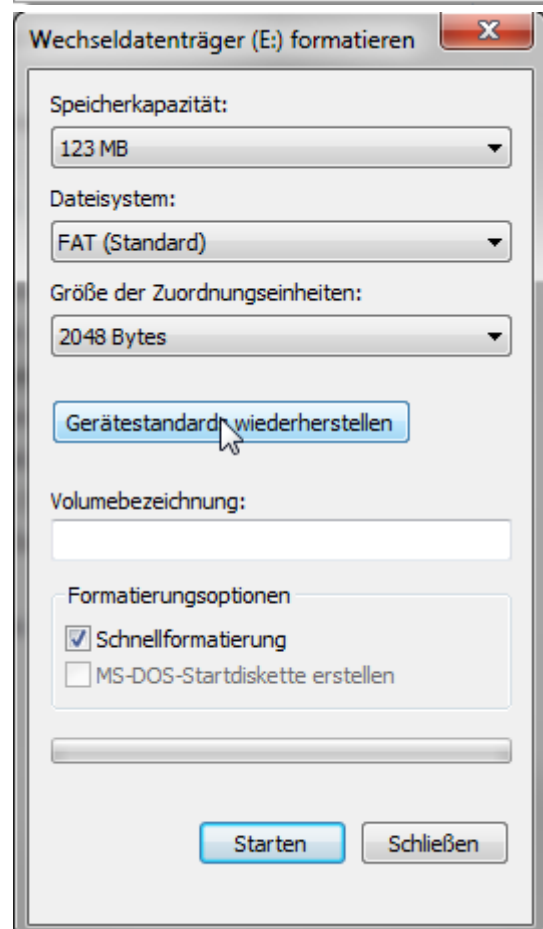 Wechseldatenträger (E:) formatieren
Speicherkapazität:
123 MB
Dateisystem:
FAT (Standard)
Größe der Zuordnungseinheiten:
2048 Bytes
Gerätestandards wiederherstellen
Volumebezeichnung:
Formatierungsoptionen
Schnellformatierung
MS-DOS-Startdiskette erstellen
Starten
Schließen